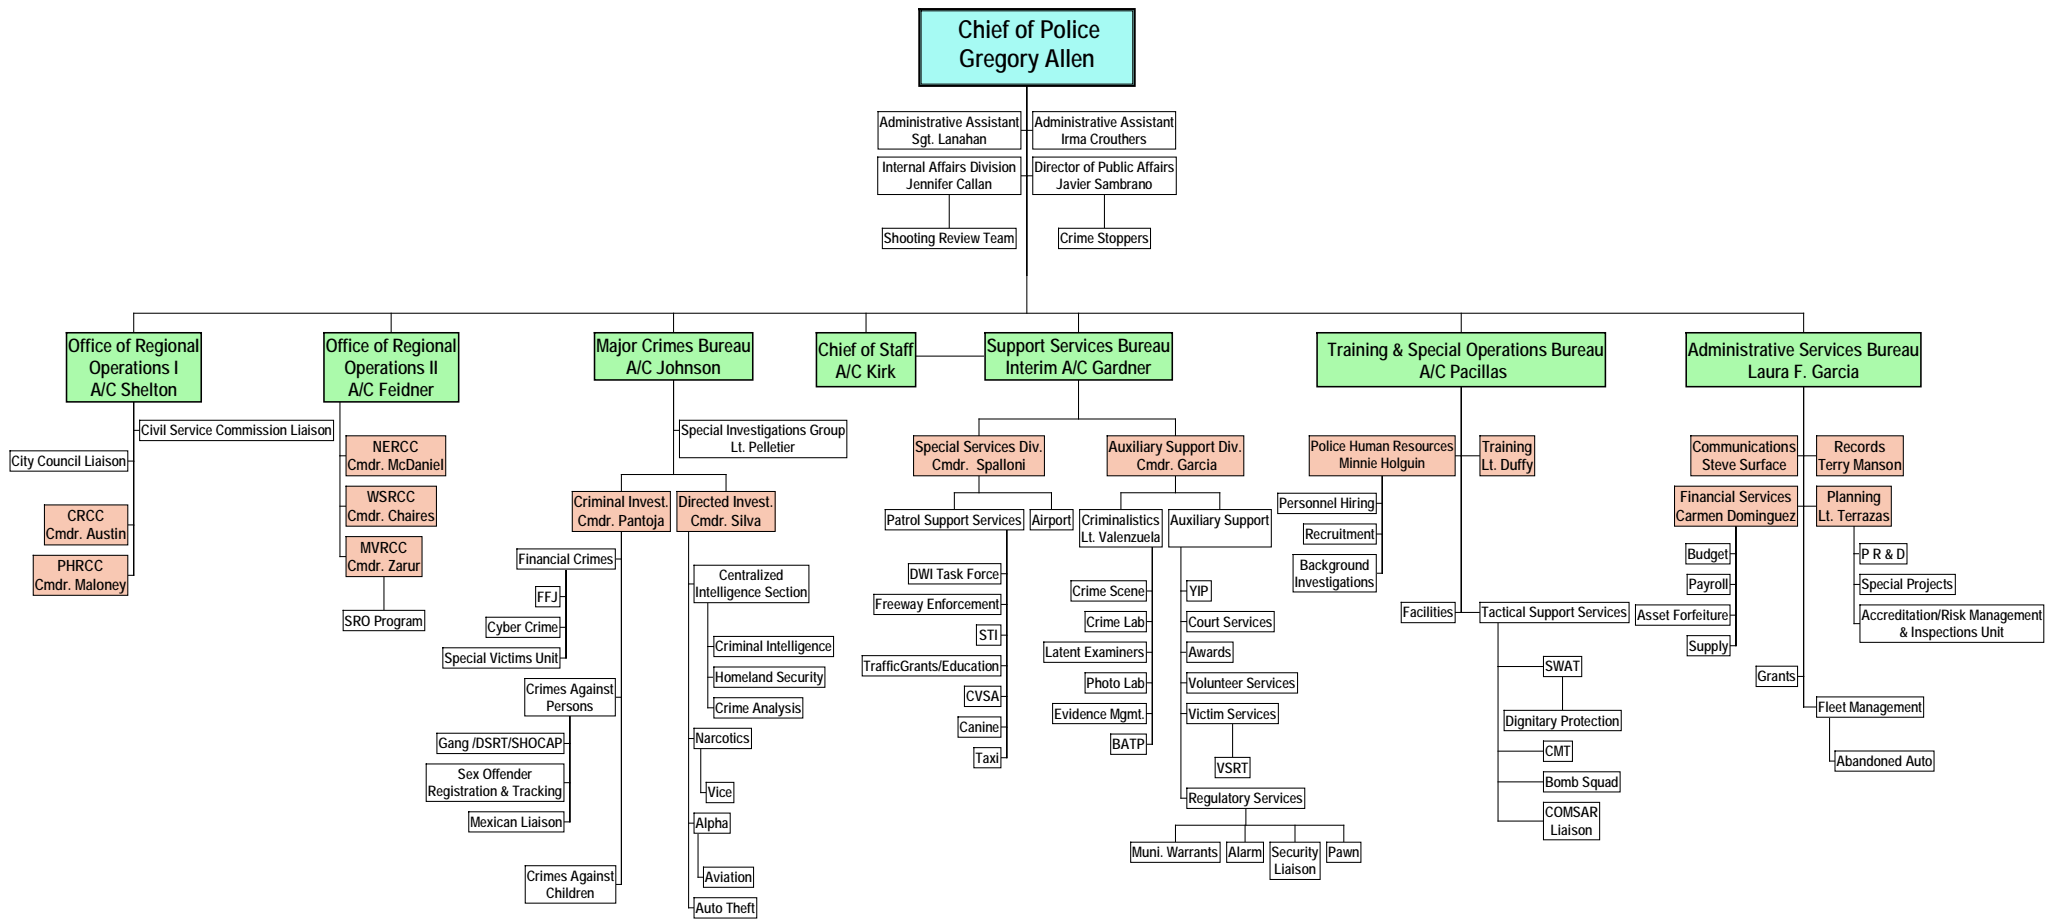 Chief of Police
Gregory Allen
Administrative Assistant
Sgt. Lanahan
Administrative Assistant
Irma Crouthers
Internal Affairs Division
Jennifer Callan
Director of Public Affairs
Javier Sambrano
Shooting Review Team
Crime Stoppers
Office of Regional
Operations I
A/C Shelton
Civil Service Commission Liaison
City Council Liaison
CRCC
Cmdr. Austin
PHRCC
Cmdr. Maloney
Office of Regional
Operations II
A/C Feidner
NERCC
Cmdr. McDaniel
WSRCC
Cmdr. Chaires
MVRCC
Cmdr. Zarur
SRO Program
Major Crimes Bureau
A/C Johnson
Special Investigations Group
Lt. Pelletier
Criminal Invest.
Cmdr. Pantoja
Financial Crimes
FFJ
Cyber Crime
Special Victims Unit
Crimes Against
Persons
Gang /DSRT/SHOCAP
Sex Offender
Registration & Tracking
Mexican Liaison
Crimes Against
Children
Directed Invest.
Cmdr. Silva
Centralized
Intelligence Section
Criminal Intelligence
Homeland Security
Crime Analysis
Narcotics
Vice
Alpha
Aviation
Auto Theft
Chief of Staff
A/C Kirk
Support Services Bureau
Interim A/C Gardner
Special Services Div.
Cmdr. Spalloni
Patrol Support Services
Airport
DWI Task Force
Freeway Enforcement
STI
TrafficGrants/Education
CVSA
Canine
Taxi
Auxiliary Support Div.
Cmdr. Garcia
Criminalistics
Lt. Valenzuela
Crime Scene
Crime Lab
Latent Examiners
Photo Lab
Evidence Mgmt.
BATP
Auxiliary Support
YIP
Court Services
Awards
Volunteer Services
Victim Services
VSRT
Regulatory Services
Muni. Warrants
Alarm
Security
Liaison
Pawn
Training & Special Operations Bureau
A/C Pacillas
Police Human Resources
Minnie Holguin
Training
Lt. Duffy
Personnel Hiring
Recruitment
Background
Investigations
Facilities
Tactical Support Services
SWAT
Dignitary Protection
CMT
Bomb Squad
COMSAR
Liaison
Administrative Services Bureau
Laura F. Garcia
Communications
Steve Surface
Records
Terry Manson
Financial Services
Carmen Dominguez
Planning
Lt. Terrazas
Budget
Payroll
Asset Forfeiture
Supply
P R & D
Special Projects
Accreditation/Risk Management
& Inspections Unit
Grants
Fleet Management
Abandoned Auto